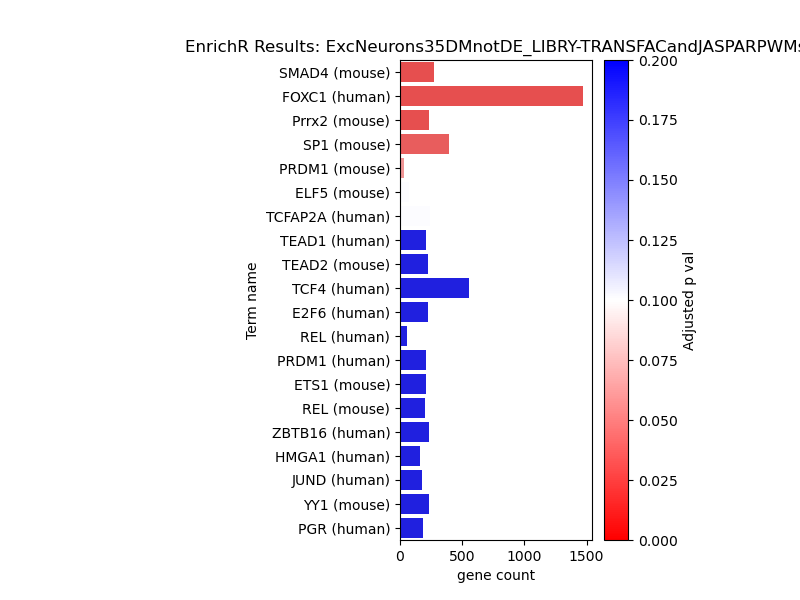 EnrichR Results: ExcNeurons35DMnotDE_LIBRY-TRANSFACandJASPARPWMs
SMAD4 (mouse)
FOXC1 (human)
Prrx2 (mouse)
SP1 (mouse)
PRDM1 (mouse)
ELF5 (mouse)
TCFAP2A (human)
TEAD1 (human)
TEAD2 (mouse)
TCF4 (human)
E2F6 (human)
REL (human)
PRDM1 (human)
ETS1 (mouse)
REL (mouse)
ZBTB16 (human)
HMGA1 (human)
JUND (human)
YY1 (mouse)
PGR (human)
Term name
0 500 1000 1500
gene count
0.200
0.175
0.150
0.125
0.100
0.075
0.050
0.025
0.000
Adjusted p val